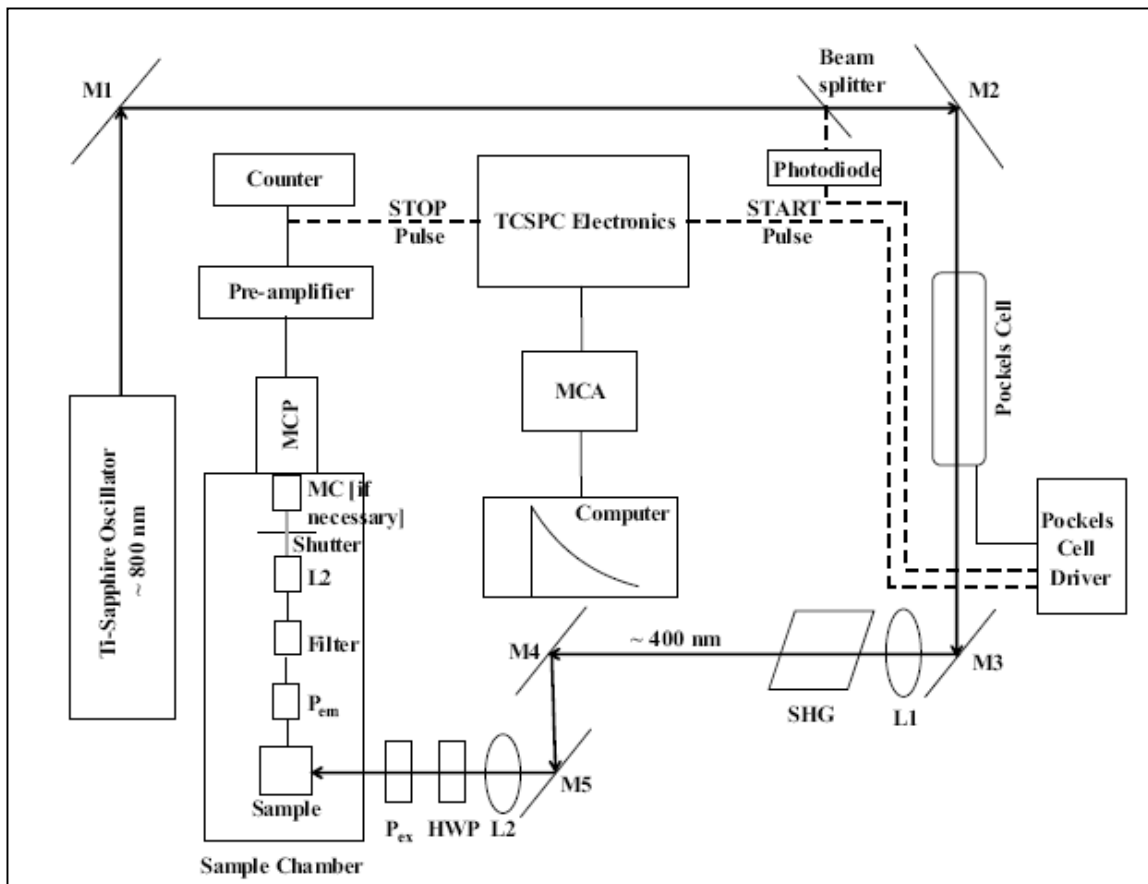 Beam
splitter
M1
M2
Counter
Photodiode
STOP
Pulse
TCSPC Electronics
START
Pulse
Pre-amplifier
Pockels Cell
MCP
MCA
Ti-Sapphire Oscillator
~ 800 nm
MC [if
necessary]
Shutter
Computer
Pockels
Cell
Driver
L2
Filter
M4
~ 400 nm
M3
SHG
L1
Pem
M5
Sample
Pex
HWP
L2
Sample Chamber